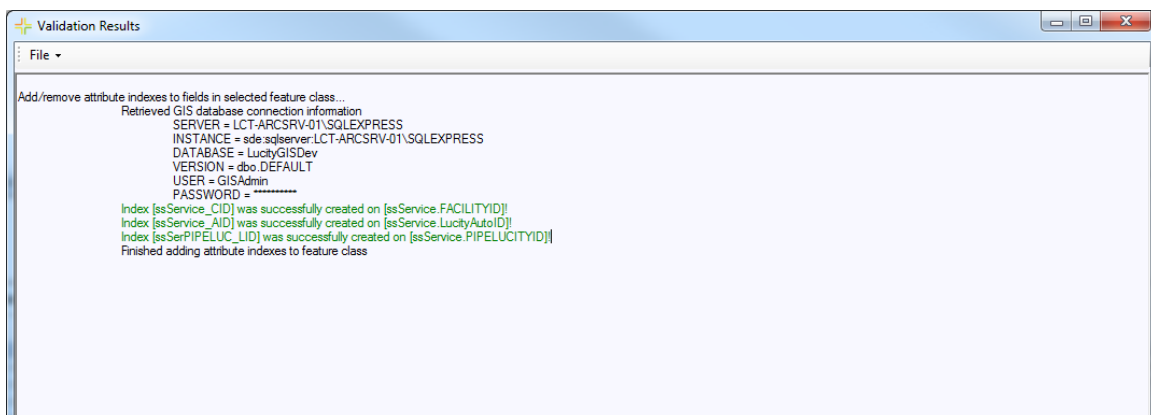 Validation Results
File
Add/remove attribute indexes to fields in selected feature class...
Retrieved GIS database connection information
SERVER = LCT-ARCSRV-01\SQLEXPRESS
INSTANCE = sde:sqlserver:LCT-ARCSRV-01\SQLEXPRESS
DATABASE = LucityGISDev
VERSION = dbo.DEFAULT
USER = GISAdmin
PASSWORD = **********
Index [ssService_CID] was successfully created on [ssService.FACILITYID]!
Index [ssService_AID] was successfully created on [ssService.LucityAutoID]!
Index [ssSerPIPELUC_LID] was successfully created on [ssService.PIPELUCITYID]!
Finished adding attribute indexes to feature class